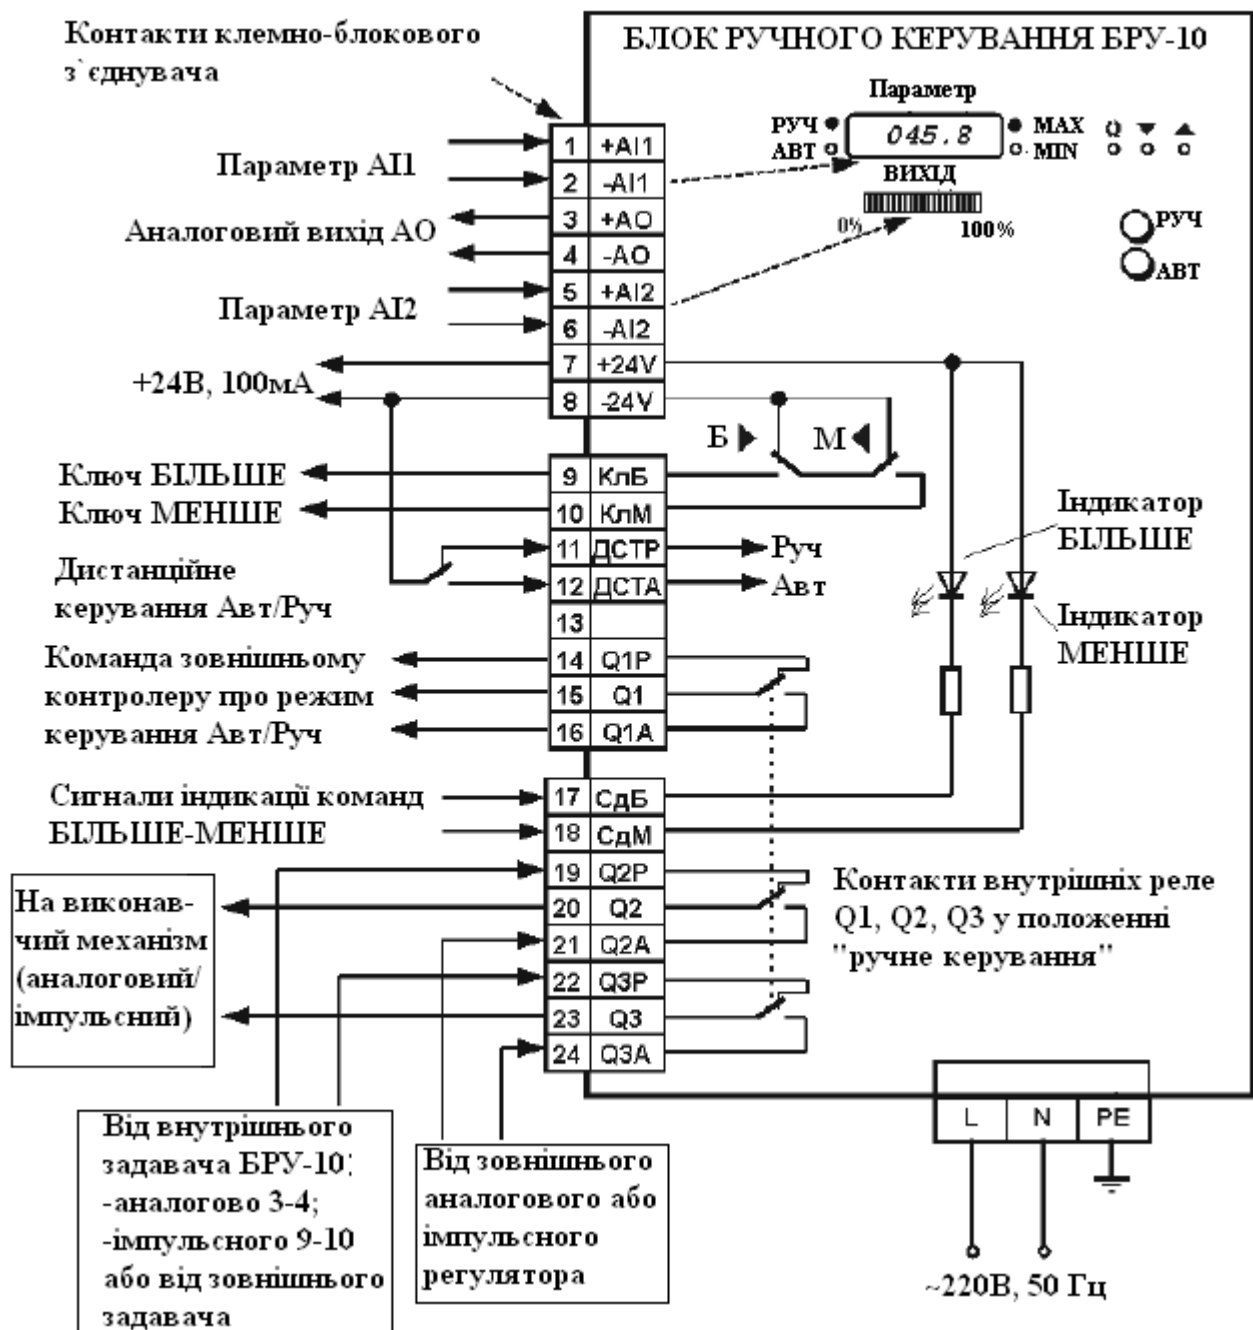 Контакти клемно-блокового
з`єднувача
БЛОК РУЧНОГО КЕРУВАННЯ БРУ-10
Параметр
РУЧ
АВТ
045.8
MAX
MIN
ВИХІД
0%
100%
РУЧ
АВТ
Параметр AI1
Аналоговий вихід АО
Параметр AI2
+24В, 100мА
1 +AI1
2 -AI1
3 +AO
4 -AO
5 +AI2
6 -AI2
7 +24V
8 -24V
Б
М
Ключ БІЛЬШЕ
Ключ МЕНШЕ
Дистанційне
керування Авт/Руч
9 КлБ
10 КлМ
11 ДСТР
12 ДСТА
13
14 Q1P
15 Q1
16 Q1A
Руч
Авт
Індикатор
БІЛЬШЕ
Індикатор
МЕНШЕ
Команда зовнішньому
контролеру про режим
керування Авт/Руч
Сигнали індикації команд
БІЛЬШЕ-МЕНШЕ
17 СдБ
18 СдМ
19 Q2P
20 Q2
21 Q2A
22 Q3P
23 Q3
24 Q3A
На виконав-
чий механізм
(аналоговий/
імпульсний)
Контакти внутрішніх реле
Q1, Q2, Q3 у положенні
"ручне керування"
L N PE
~220В, 50 Гц
Від внутрішнього
задавача БРУ-10:
-аналогово 3-4;
-імпульсного 9-10
або від зовнішнього
задавача
Від зовнішнього
аналогового або
імпульсного
регулятора